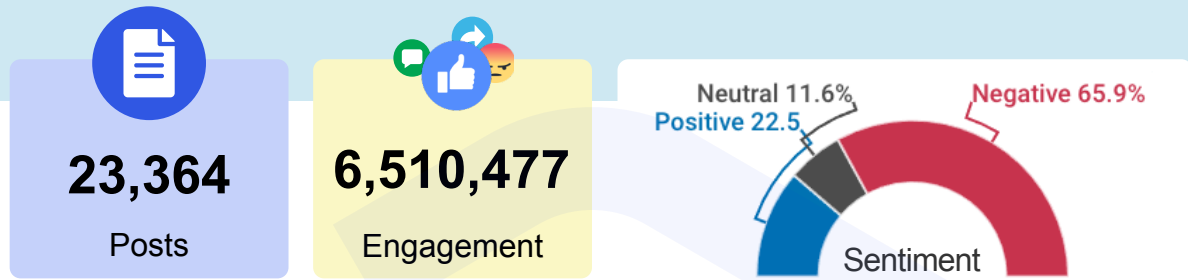 23,364
Posts
6,510,477
Engagement
Neutral 11.6%
Positive 22.5
Negative 65.9%
Sentiment